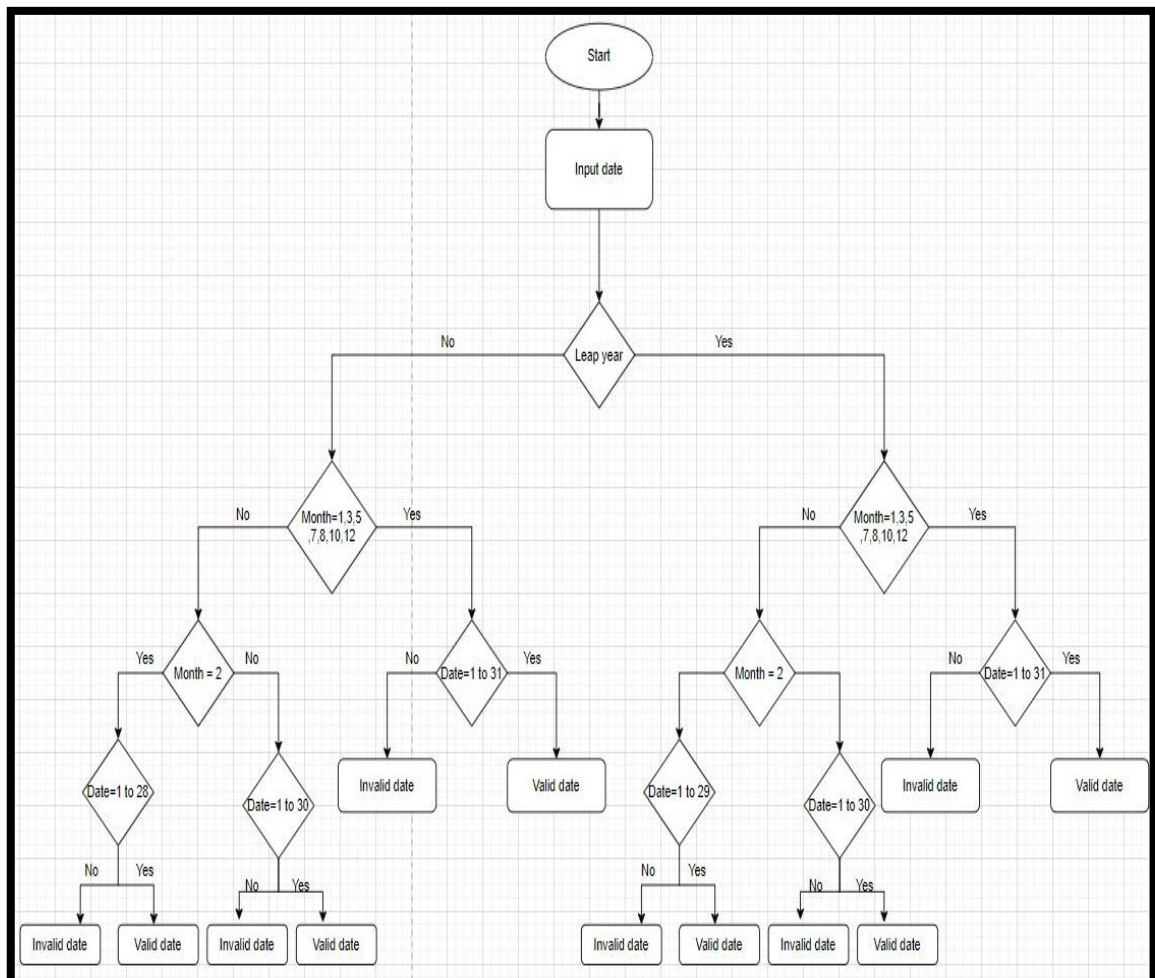 Start
Input date
No
Leap year
Yes
No
Month=1,3,5
,7,8,10,12
Yes
No
Month=1,3,5
,7,8,10,12
Yes
Yes
Month = 2
No
No
Date=1 to 31
Yes
Month = 2
No
Date=1 to 31
Yes
Date=1 to 28
Date=1 to 30
Invalid date
Valid date
Date=1 to 29
Date=1 to 30
Invalid date
Valid date
No
Yes
No
Yes
No
Yes
No
Yes
Invalid date
Valid date
Invalid date
Valid date
Invalid date
Valid date
Invalid date
Valid date